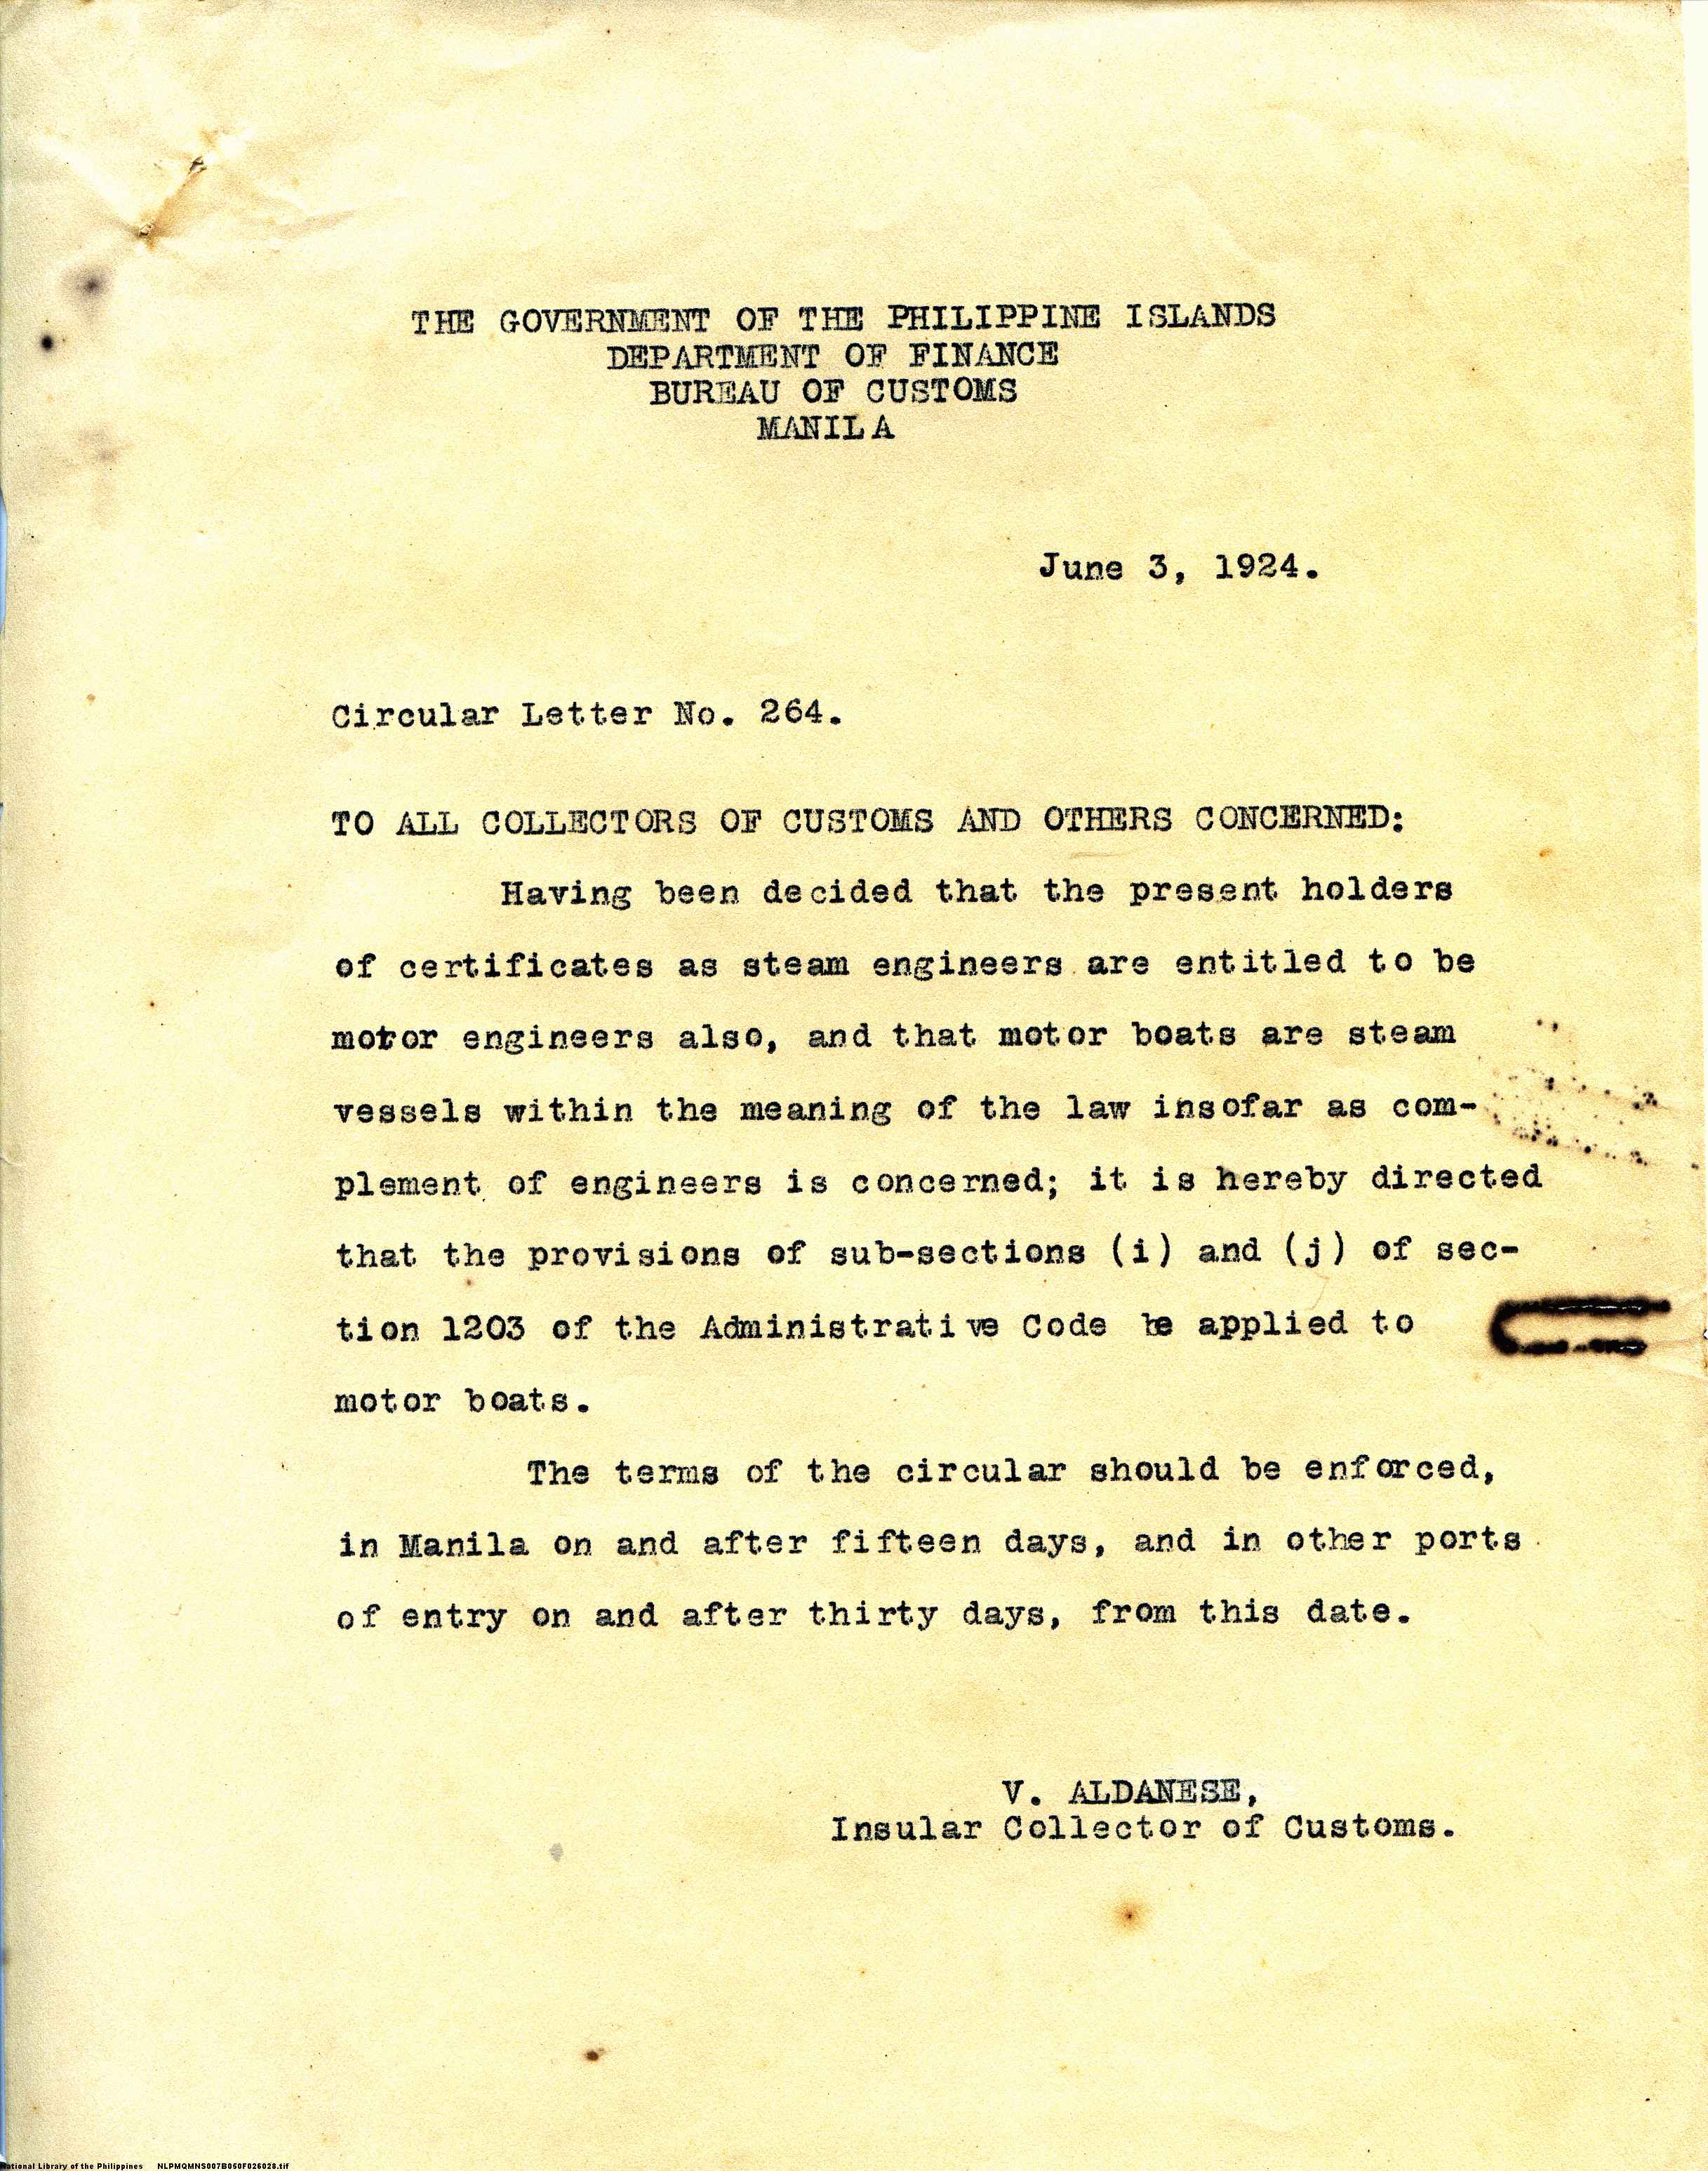 THE GOVERNMENT OF THE PHILIPPINE ISLANDS
DEPARTMENT OF FINANCE
BUREAU OF CUSTOMS
MANILA
June 3, 1924.
Circular Letter No. 264.
TO ALL COLLECTORS OF CUSTOMS AND OTHERS CONCERNED:
Having been decided that the present holders
of certificates as steam engineers are entitled to be
motor engineers also, and that motor boats are steam
vessels within the meaning of the law insofar as com-
plement of engineers is concerned; it is hereby directed
that the provisions of sub-sections (i) and (j) of sec-
tion 1203 of the Administrative Code be applied to
motor boats.
The terms of the circular should be enforced,
in Manila on and after fifteen days, and in other ports
of entry on and after thirty days, from this date.
V. ALDANESE,
Insular Collector of Customs.
National Library of the Philippines NLPMQMNS007B060F026028.tif